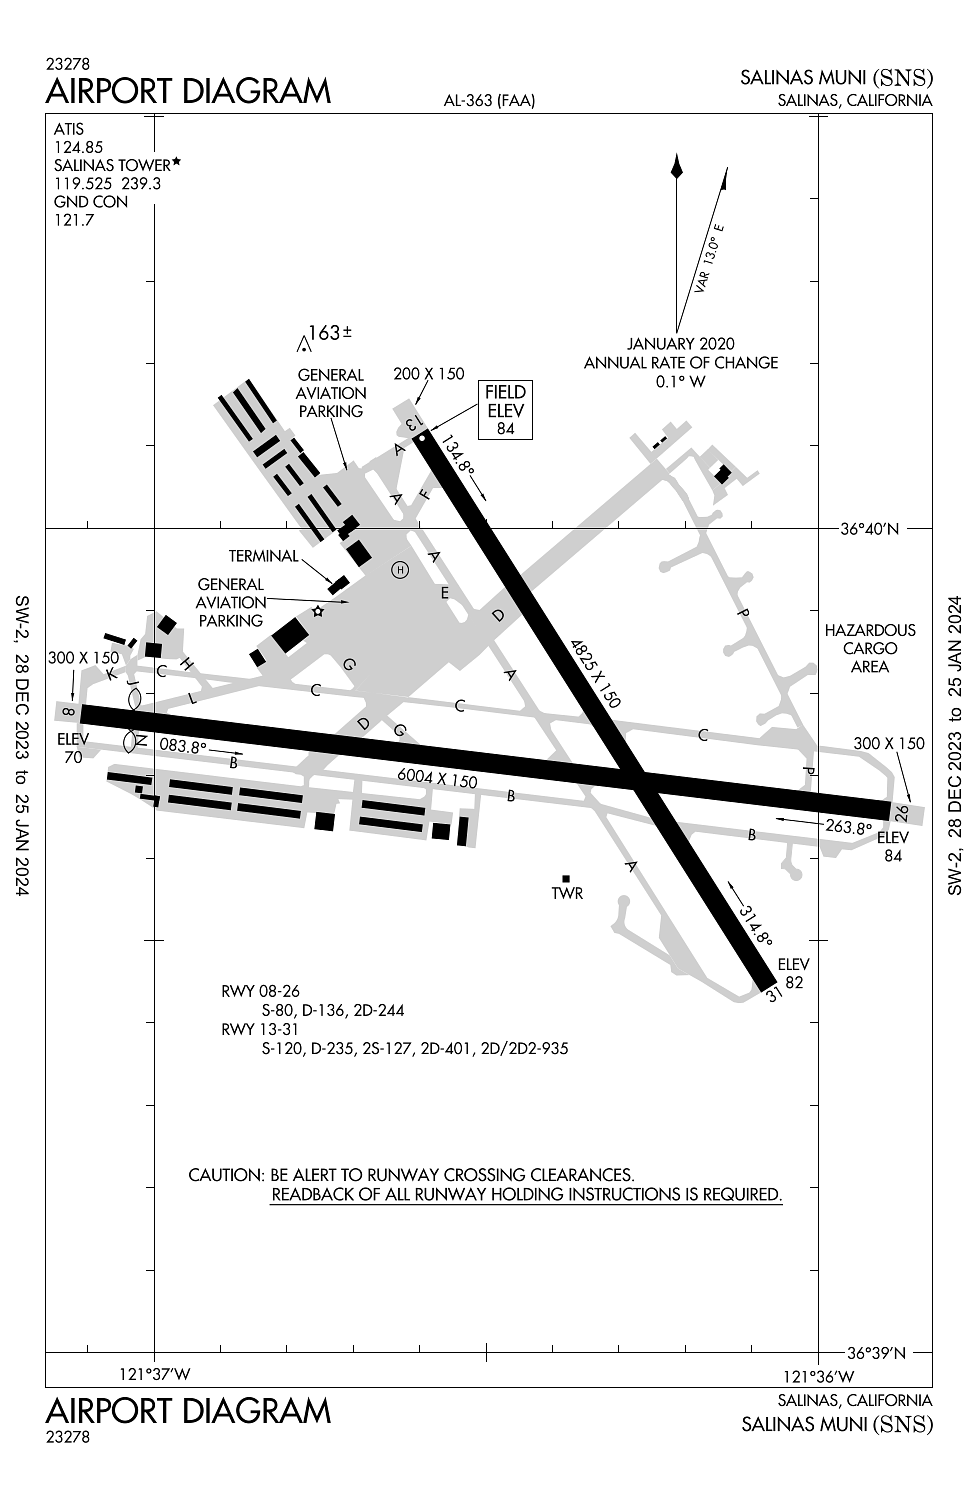 23278
AIRPORT DIAGRAM
AL-363 (FAA)
SALINAS MUNI (SNS)
SALINAS, CALIFORNIA
ATIS
124.85
SALINAS TOWER★
119.525 239.3
GND CON
121.7
VAR 13.0° E
JANUARY 2020
ANNUAL RATE OF CHANGE
0.1° W
163±
GENERAL
AVIATION
PARKING
200 X 150
FIELD
ELEV
84
13
134.8°
A
A
F
36°40'N
TERMINAL
GENERAL
AVIATION
PARKING
H
A
E
D
P
HAZARDOUS
CARGO
AREA
4825 X 150
300 X 150
K
J
C
H
L
G
C
A
C
C
8
ELEV
70
N
083.8°
B
D
G
6004 X 150
B
P
300 X 150
26
263.8°
ELEV
84
B
A
TWR
314.8°
ELEV
82
31
RWY 08-26
S-80, D-136, 2D-244
RWY 13-31
S-120, D-235, 2S-127, 2D-401, 2D/2D2-935
CAUTION: BE ALERT TO RUNWAY CROSSING CLEARANCES.
READBACK OF ALL RUNWAY HOLDING INSTRUCTIONS IS REQUIRED.
36°39'N
121°37'W
121°36'W
SW-2, 28 DEC 2023 to 25 JAN 2024
SW-2, 28 DEC 2023 to 25 JAN 2024
AIRPORT DIAGRAM
23278
SALINAS, CALIFORNIA
SALINAS MUNI (SNS)